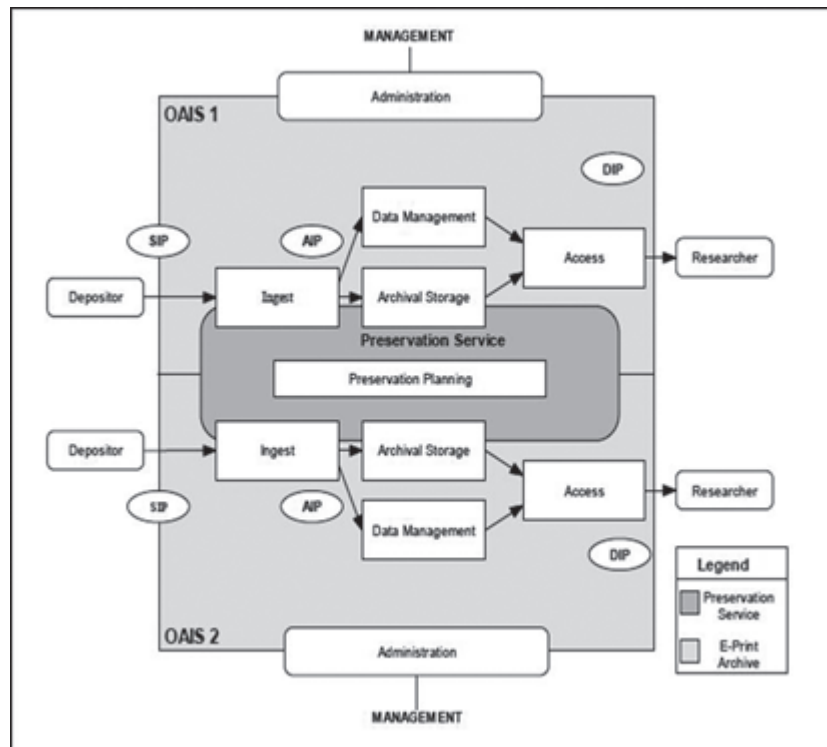 MANAGEMENT
Administration
OAIS 1
DIP
Data Management
SIP
AIP
Access
Researcher
Depositor
Ingest
Archival Storage
Preservation Service
Preservation Planning
Depositor
Ingest
Archival Storage
Access
Researcher
SIP
AIP
Data Management
DIP
Legend
Preservation
Service
E-Print
Archive
OAIS 2
Administration
MANAGEMENT